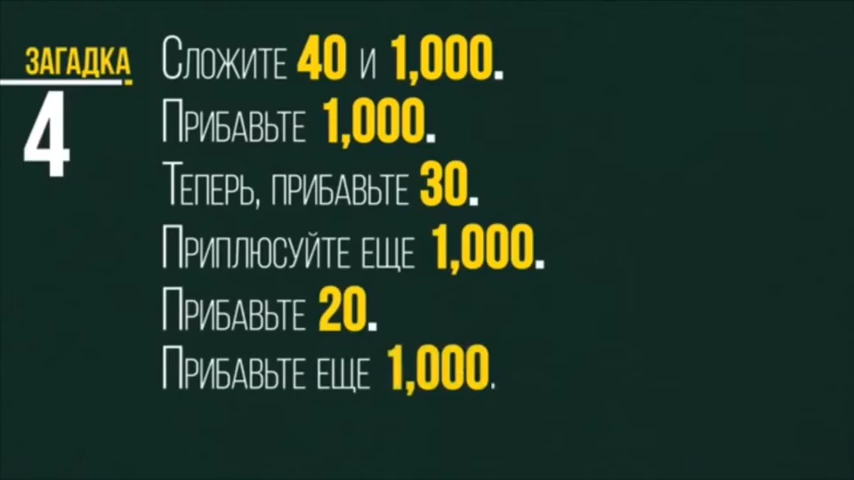 ЗАГАДКА
4
Сложите 40 и 1,000.
Прибавьте 1,000.
Теперь, прибавьте 30.
Приплюсуйте еще 1,000.
Прибавьте 20.
Прибавьте еще 1,000.